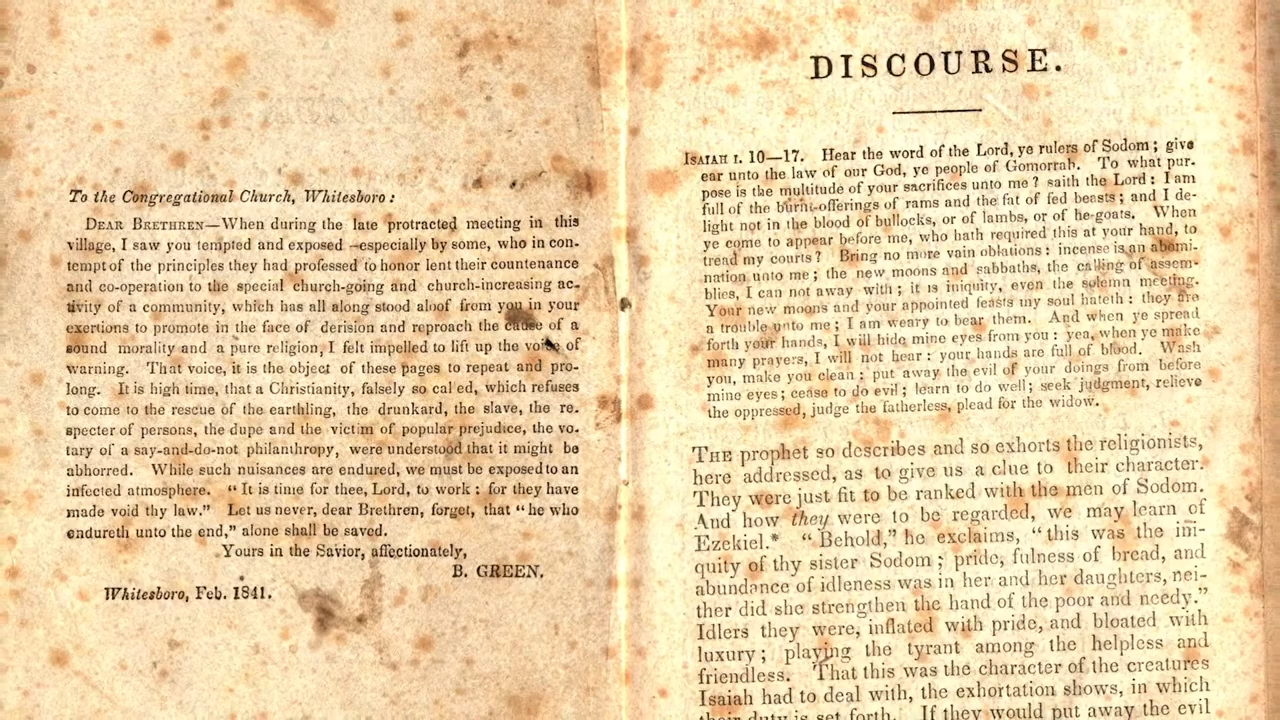 To the Congregational Church, Whitesboro :
DEAR BRETHREN—When during the late protracted meeting in this
village, I saw you tempted and exposed —especially by some, who in con-
tempt of the principles they had professed to honor lent their countenance
and co-operation to the special church-going and church-increasing ac-
tivity of a community, which has all along stood aloof from you in your
exertions to promote in the face of derision and reproach the cause of a
sound morality and a pure religion, I felt impelled to lift up the voice of
warning. That voice, it is the object of these pages to repeat and pro-
long. It is high time, that a Christianity, falsely so cal ed, which refuses
to come to the rescue of the earthling, the drunkard, the slave, the re-
specter of persons, the dupe and the victim of popular prejudice, the vo-
tary of a say-and-do-not philanthropy, were understood that it might be
abhorred. While such nuisances are endured, we must be exposed to an
infected atmosphere. “ It is time for thee, Lord, to work : for they have
made void thy law.” Let us never, dear Brethren, forget, that “ he who
endureth unto the end,” alone shall be saved.
Yours in the Savior, affectionately,
B. GREEN.
Whitesboro, Feb. 1841.
DISCOURSE.
ISAIAH I. 10—17. Hear the word of the Lord, ye rulers of Sodom ; give
ear unto the law of our God, ye people of Gomorrah. To what pur-
pose is the multitude of your sacrifices unto me ? saith the Lord : I am
full of the burnt-offerings of rams and the fat of fed beasts ; and I de-
light not in the blood of bullocks, or of lambs, or of he-goats. When
ye come to appear before me, who hath required this at your hand, to
tread my courts ? Bring no more vain oblations : incense is an abomi-
nation unto me ; the new moons and sabbaths, the calling of assem-
blies, I can not away with ; it is iniquity, even the solemn meeting.
Your new moons and your appointed feasts my soul hateth : they are
a trouble unto me ; I am weary to bear them. And when ye spread
forth your hands, I will hide mine eyes from you : yea, when ye make
many prayers, I will not hear : your hands are full of blood. Wash
you, make you clean : put away the evil of your doings from before
mine eyes ; cease to do evil ; learn to do well ; seek judgment, relieve
the oppressed, judge the fatherless, plead for the widow.
THE prophet so describes and so exhorts the religionists,
here addressed, as to give us a clue to their character.
They were just fit to be ranked with the men of Sodom.
And how they were to be regarded, we may learn of
Ezekiel.* “ Behold,” he exclaims, “ this was the ini-
quity of thy sister Sodom ; pride, fulness of bread, and
abundance of idleness was in her and her daughters, nei-
ther did she strengthen the hand of the poor and needy.”
Idlers they were, inflated with pride, and bloated with
luxury ; playing the tyrant among the helpless and
friendless. That this was the character of the creatures
Isaiah had to deal with, the exhortation shows, in which
their duty is set forth. If they would put away the evil